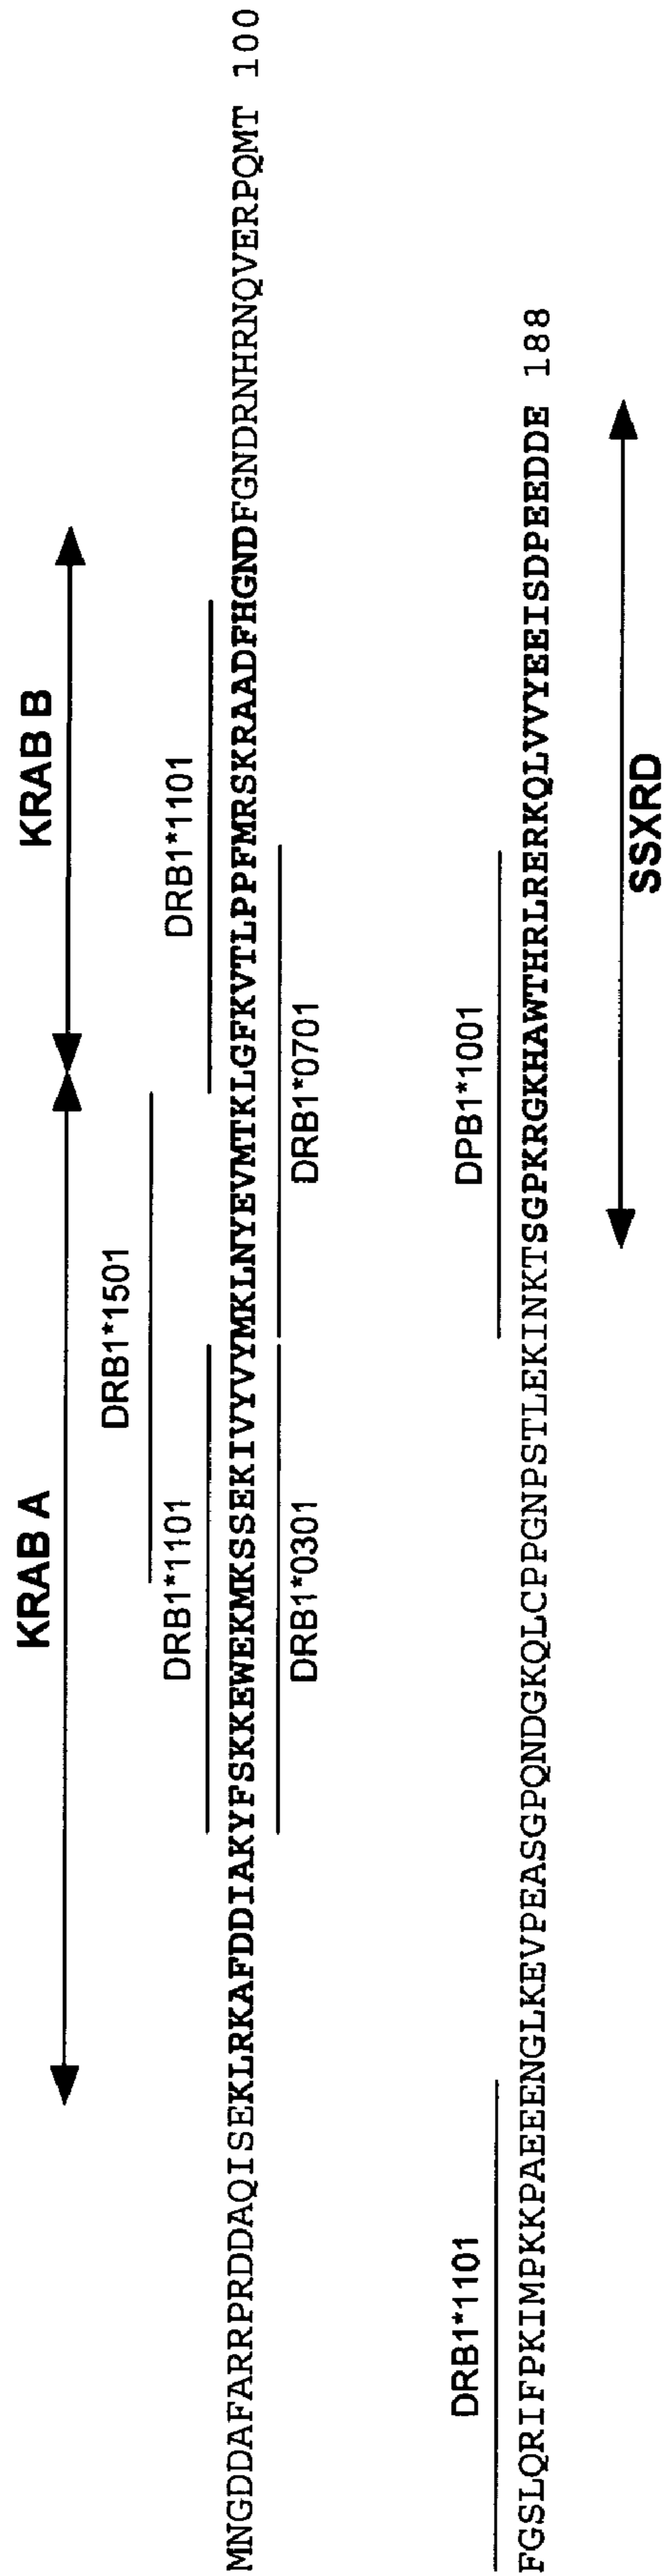 KRAB A KRAB B
DRB1*1501
DRB1*1101 DRB1*1101
MNGDDAFARRPRDDAQISEKLRKAFDDIAKYFSKKEWEKMKSSEKIVYVYMKLNYEVMTKLGFKVTLPPFMRSKRAADFHGNDFGNDRNHRNQVERPQMT 100
DRB1*0301 DRB1*0701
DRB1*1101 DPB1*1001
FGSLQRIFPKIMPKKPAEEENGLKEVPEASGPQNDGKQLCPPGNPSTLEKINKTSGPKRGKHAWTHRLRERKQLVVYEEISDPEEDDE 188
SSXRD